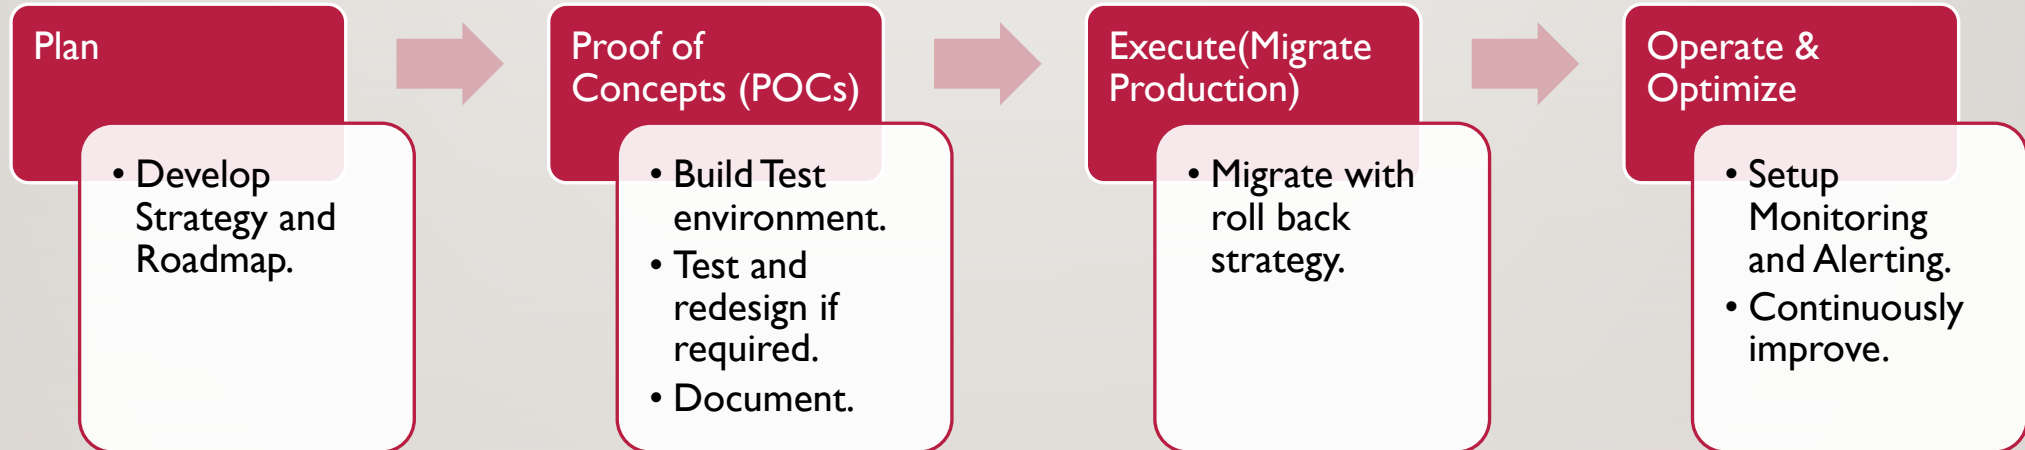 Plan
• Develop
Strategy and
Roadmap.
Proof of
Concepts (POCs)
• Build Test
environment.
• Test and
redesign if
required.
• Document.
Execute(Migrate
Production)
• Migrate with
roll back
strategy.
Operate &
Optimize
• Setup
Monitoring
and Alerting.
• Continuously
improve.